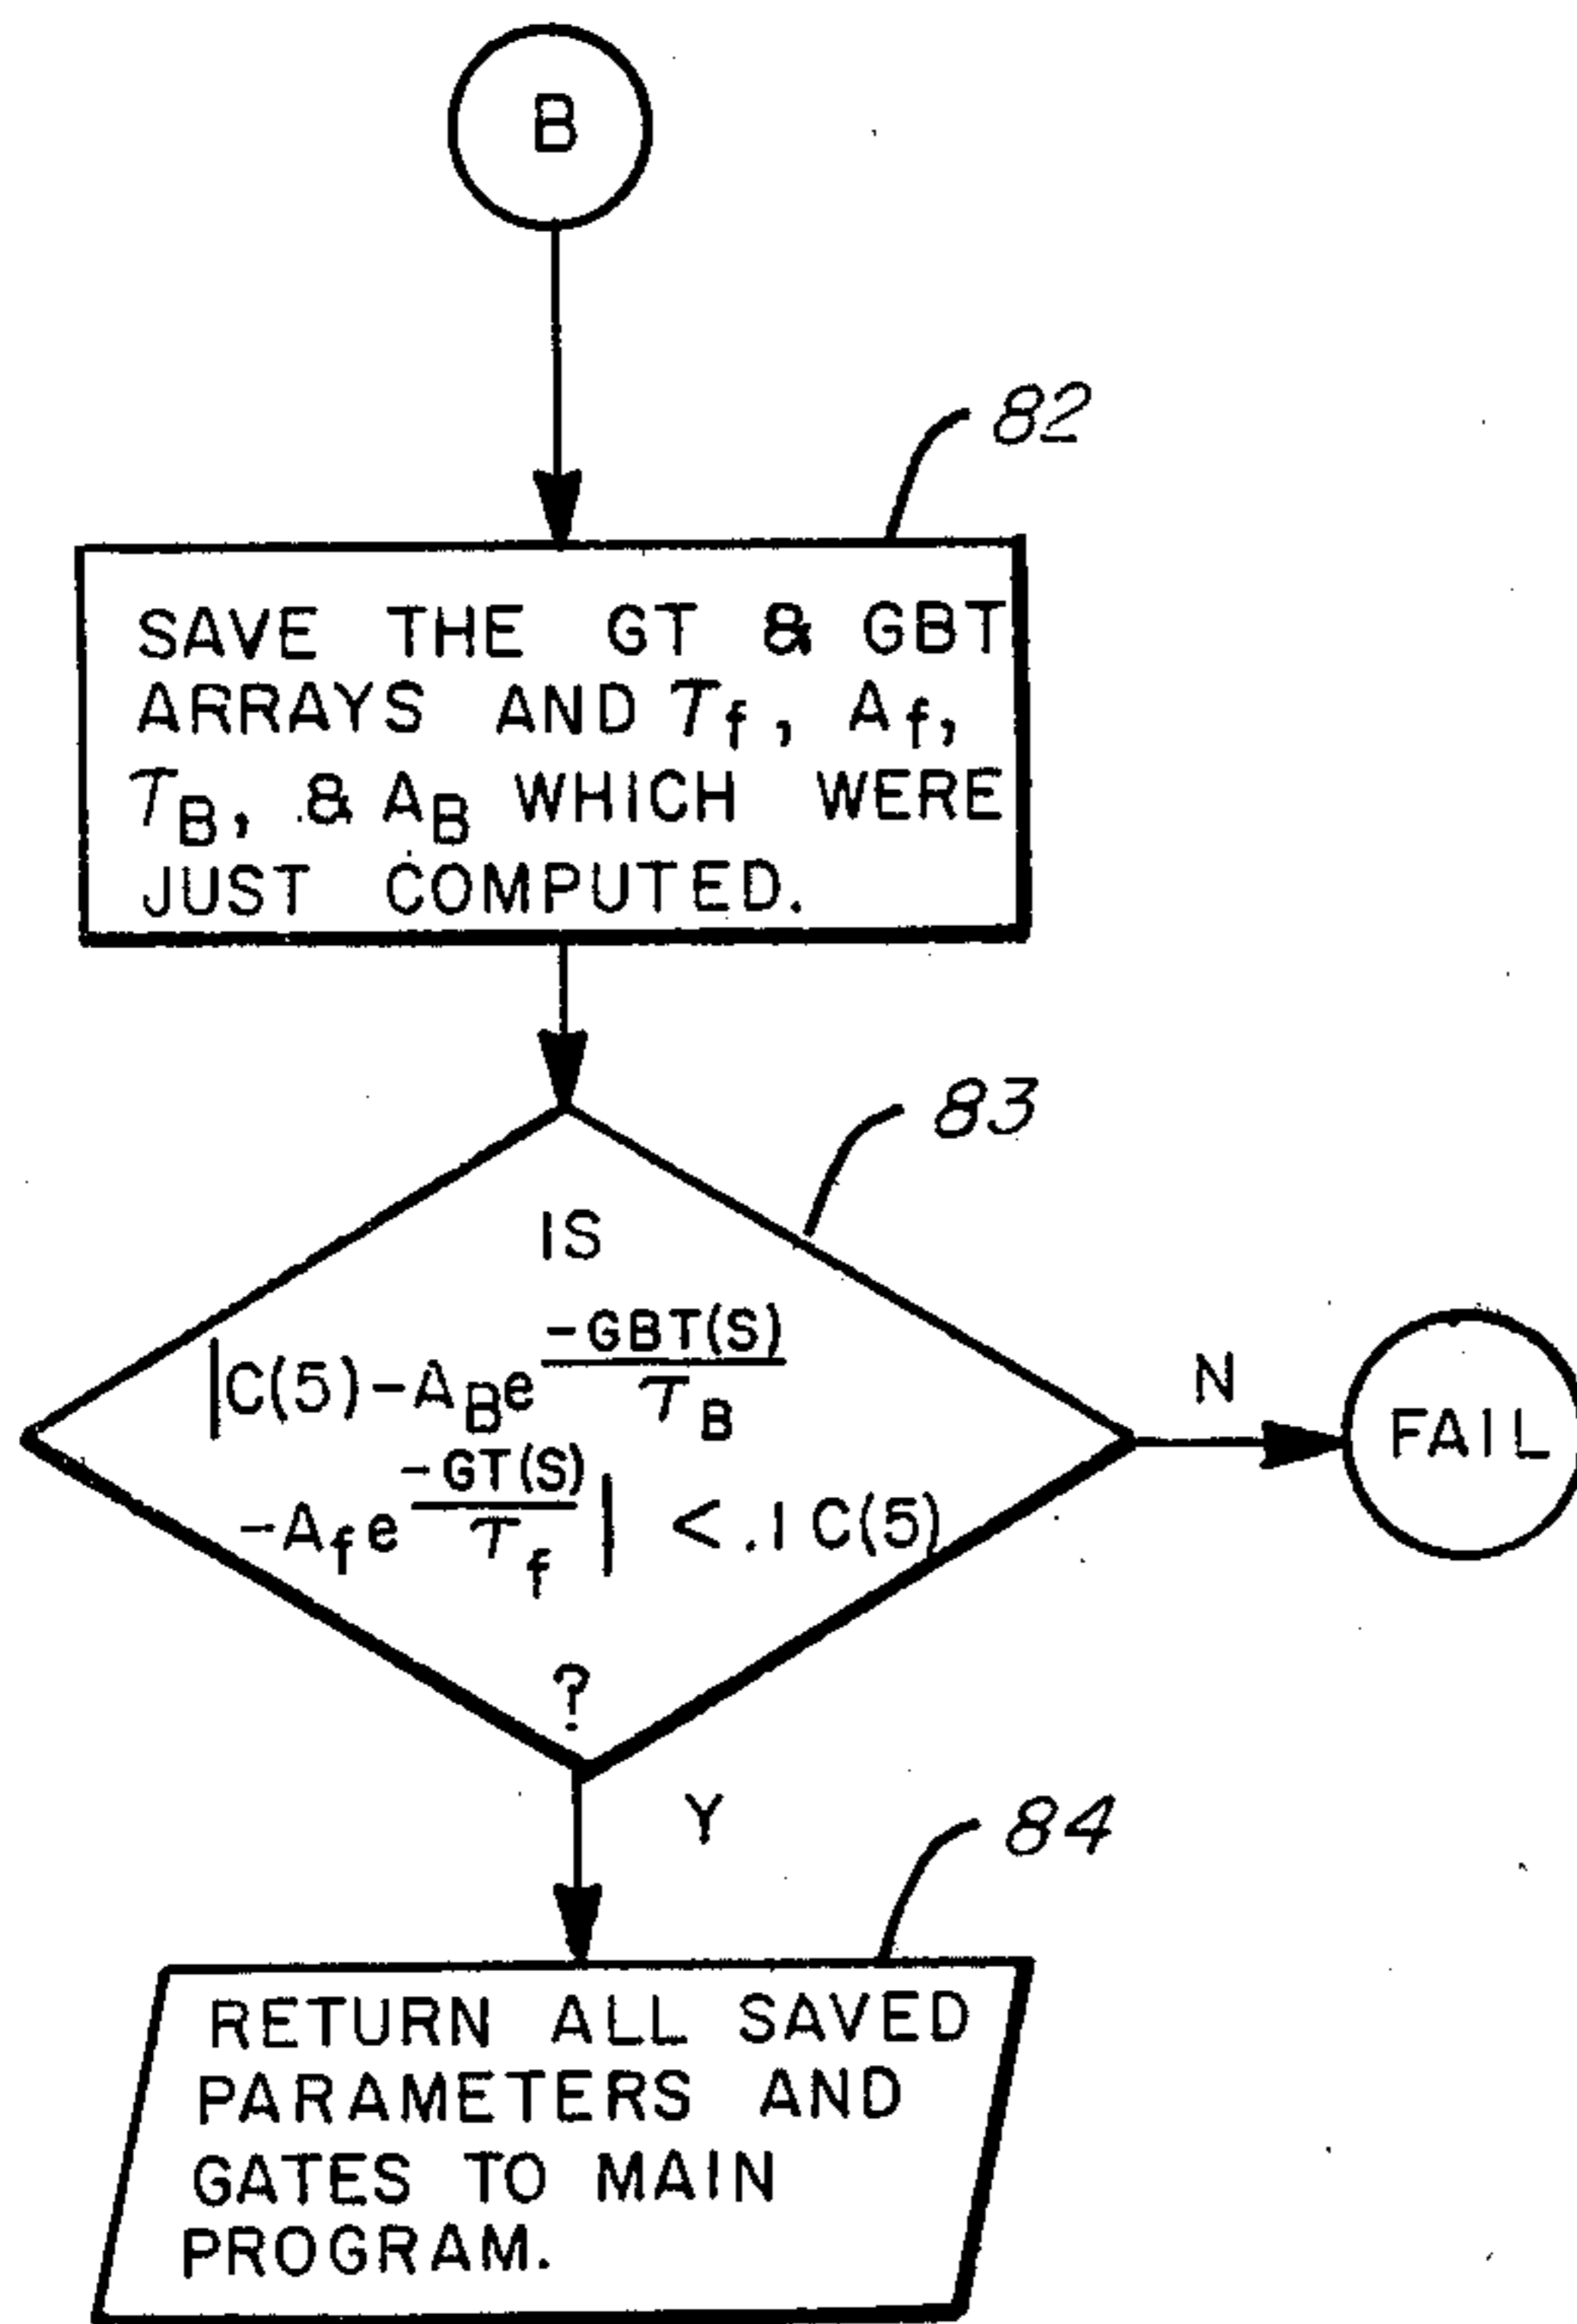 B
82
SAVE THE GT & GBT
ARRAYS AND τf, Af,
τB, & AB WHICH WERE
JUST COMPUTED.
83
IS
-GBT(S)
|C(5)-ABe
τB
-GT(S)
-Afe
τf
| <.1 C(5)
?
N
FAIL
Y
84
RETURN ALL SAVED
PARAMETERS AND
GATES TO MAIN
PROGRAM.